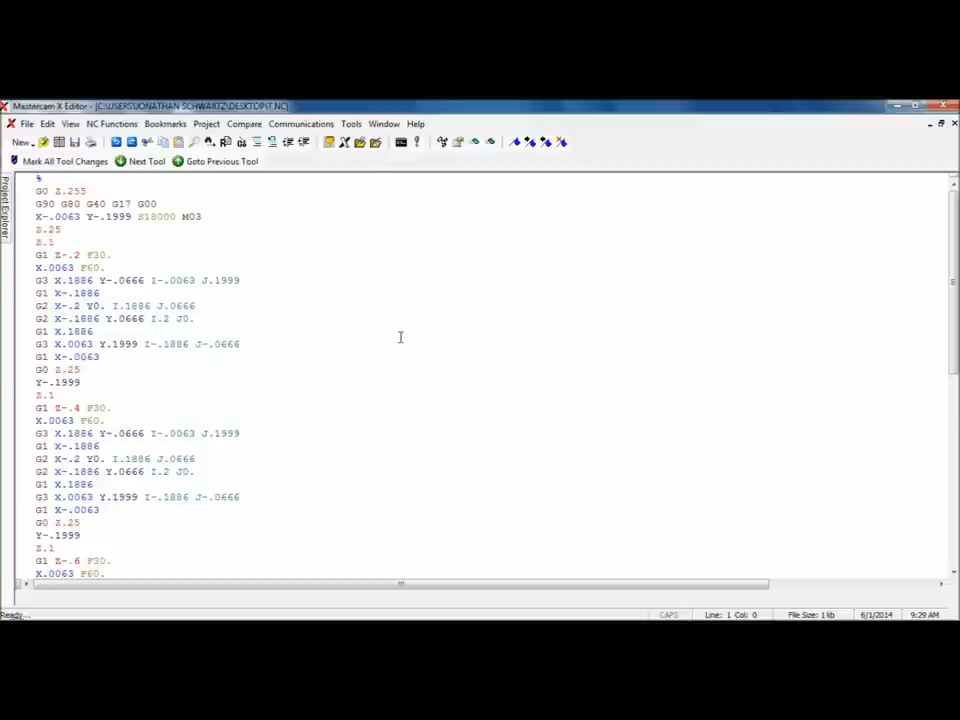 Mastercam X Editor - [C:\USERS\JONATHAN SCHWARTZ\DESKTOP\T.NC]
File Edit View NC Functions Bookmarks Project Compare Communications Tools Window Help
New
Mark All Tool Changes Next Tool Goto Previous Tool
Project Explorer
%
G0 Z.255
G90 G80 G40 G17 G00
X-.0063 Y-.1999 S18000 M03
Z.25
Z.1
G1 Z-.2 F30.
X.0063 F60.
G3 X.1886 Y-.0666 I-.0063 J.1999
G1 X-.1886
G2 X-.2 Y0. I.1886 J.0666
G2 X-.1886 Y.0666 I.2 J0.
G1 X.1886
G3 X.0063 Y.1999 I-.1886 J-.0666
G1 X-.0063
G0 Z.25
Y-.1999
Z.1
G1 Z-.4 F30.
X.0063 F60.
G3 X.1886 Y-.0666 I-.0063 J.1999
G1 X-.1886
G2 X-.2 Y0. I.1886 J.0666
G2 X-.1886 Y.0666 I.2 J0.
G1 X.1886
G3 X.0063 Y.1999 I-.1886 J-.0666
G1 X-.0063
G0 Z.25
Y-.1999
Z.1
G1 Z-.6 F30.
X.0063 F60.
Ready... CAPS Line: 1 Col: 0 File Size: 1 kb 6/1/2014 9:29 AM